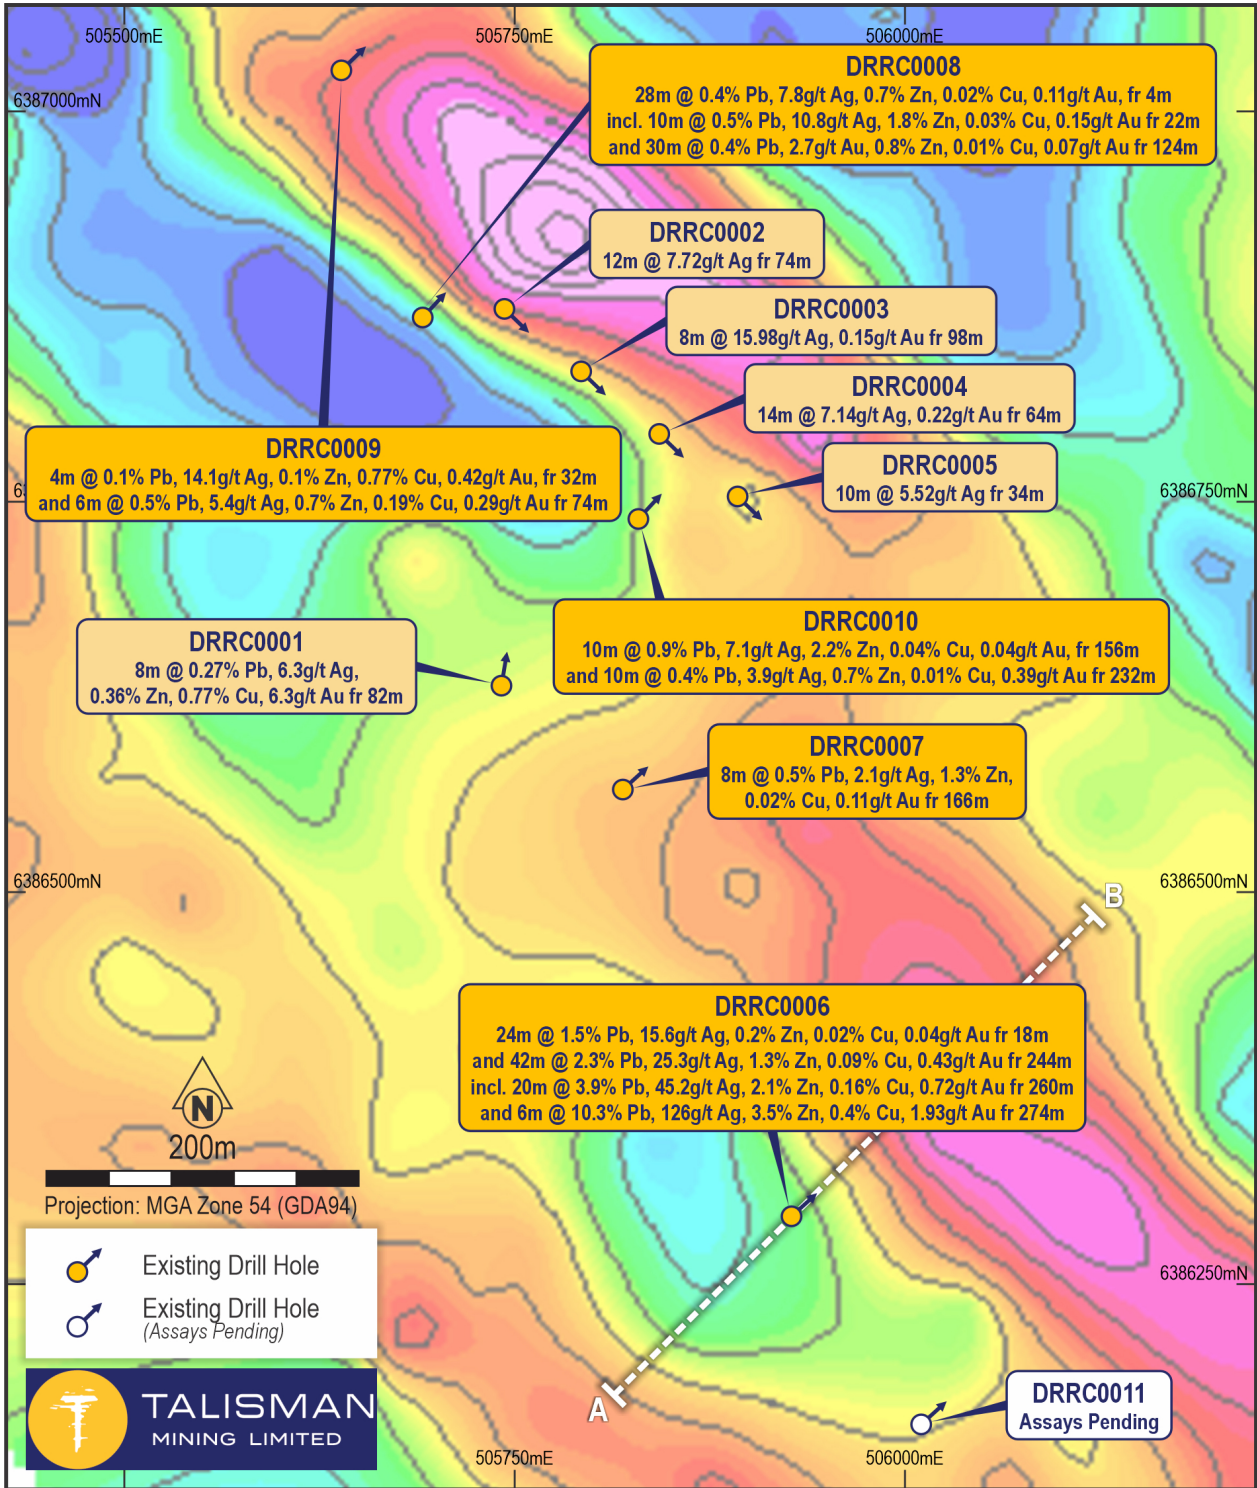 505500mE
505750mE
506000mE
6387000mN
DRRC0008
28m @ 0.4% Pb, 7.8g/t Ag, 0.7% Zn, 0.02% Cu, 0.11g/t Au, fr 4m
incl. 10m @ 0.5% Pb, 10.8g/t Ag, 1.8% Zn, 0.03% Cu, 0.15g/t Au fr 22m
and 30m @ 0.4% Pb, 2.7g/t Au, 0.8% Zn, 0.01% Cu, 0.07g/t Au fr 124m
DRRC0002
12m @ 7.72g/t Ag fr 74m
DRRC0003
8m @ 15.98g/t Ag, 0.15g/t Au fr 98m
DRRC0004
14m @ 7.14g/t Ag, 0.22g/t Au fr 64m
DRRC0009
4m @ 0.1% Pb, 14.1g/t Ag, 0.1% Zn, 0.77% Cu, 0.42g/t Au, fr 32m
and 6m @ 0.5% Pb, 5.4g/t Ag, 0.7% Zn, 0.19% Cu, 0.29g/t Au fr 74m
DRRC0005
10m @ 5.52g/t Ag fr 34m
6386750mN
DRRC0010
10m @ 0.9% Pb, 7.1g/t Ag, 2.2% Zn, 0.04% Cu, 0.04g/t Au, fr 156m
and 10m @ 0.4% Pb, 3.9g/t Ag, 0.7% Zn, 0.01% Cu, 0.39g/t Au fr 232m
DRRC0001
8m @ 0.27% Pb, 6.3g/t Ag,
0.36% Zn, 0.77% Cu, 6.3g/t Au fr 82m
DRRC0007
8m @ 0.5% Pb, 2.1g/t Ag, 1.3% Zn,
0.02% Cu, 0.11g/t Au fr 166m
6386500mN
6386500mN
B
DRRC0006
24m @ 1.5% Pb, 15.6g/t Ag, 0.2% Zn, 0.02% Cu, 0.04g/t Au fr 18m
and 42m @ 2.3% Pb, 25.3g/t Ag, 1.3% Zn, 0.09% Cu, 0.43g/t Au fr 244m
incl. 20m @ 3.9% Pb, 45.2g/t Ag, 2.1% Zn, 0.16% Cu, 0.72g/t Au fr 260m
and 6m @ 10.3% Pb, 126g/t Ag, 3.5% Zn, 0.4% Cu, 1.93g/t Au fr 274m
N
200m
Projection: MGA Zone 54 (GDA94)
Existing Drill Hole
Existing Drill Hole
(Assays Pending)
6386250mN
A
DRRC0011
Assays Pending
TALISMAN
MINING LIMITED
505750mE
506000mE